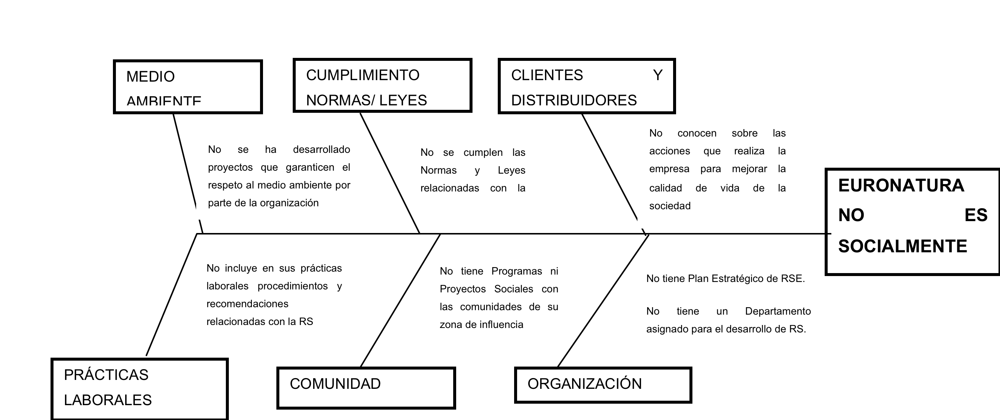 MEDIO
AMBIENTE
CUMPLIMIENTO
NORMAS/ LEYES
CLIENTES Y
DISTRIBUIDORES
No se ha desarrollado
proyectos que garanticen el
respeto al medio ambiente por
parte de la organización
No se cumplen las
Normas y Leyes
relacionadas con la
No conocen sobre las
acciones que realiza la
empresa para mejorar la
calidad de vida de la
sociedad
EURONATURA
NO ES
SOCIALMENTE
No incluye en sus prácticas
laborales procedimientos y
recomendaciones
relacionadas con la RS
No tiene Programas ni
Proyectos Sociales con
las comunidades de su
zona de influencia
No tiene Plan Estratégico de RSE.
No tiene un Departamento
asignado para el desarrollo de RS.
PRÁCTICAS
LABORALES
COMUNIDAD
ORGANIZACIÓN